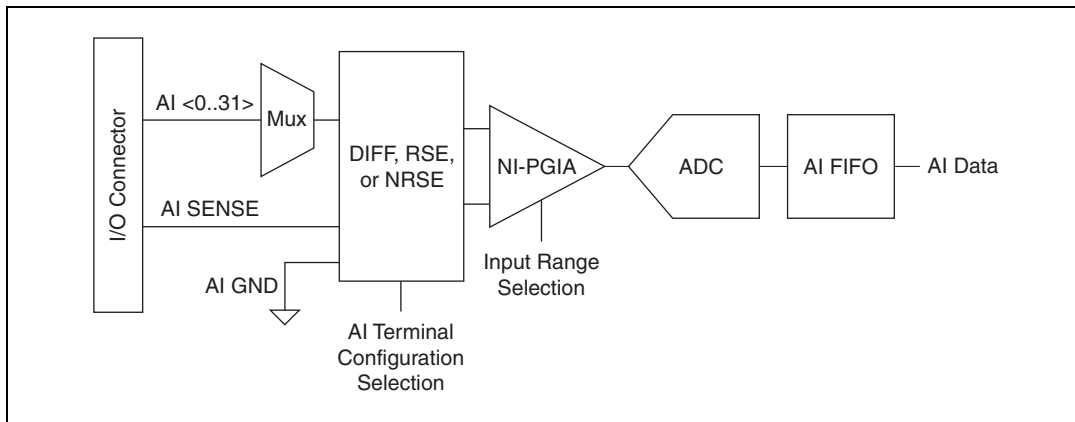 I/O Connector
AI <0..31>
Mux
AI SENSE
AI GND
DIFF, RSE,
or NRSE
AI Terminal
Configuration
Selection
NI-PGIA
Input Range
Selection
ADC
AI FIFO
AI Data